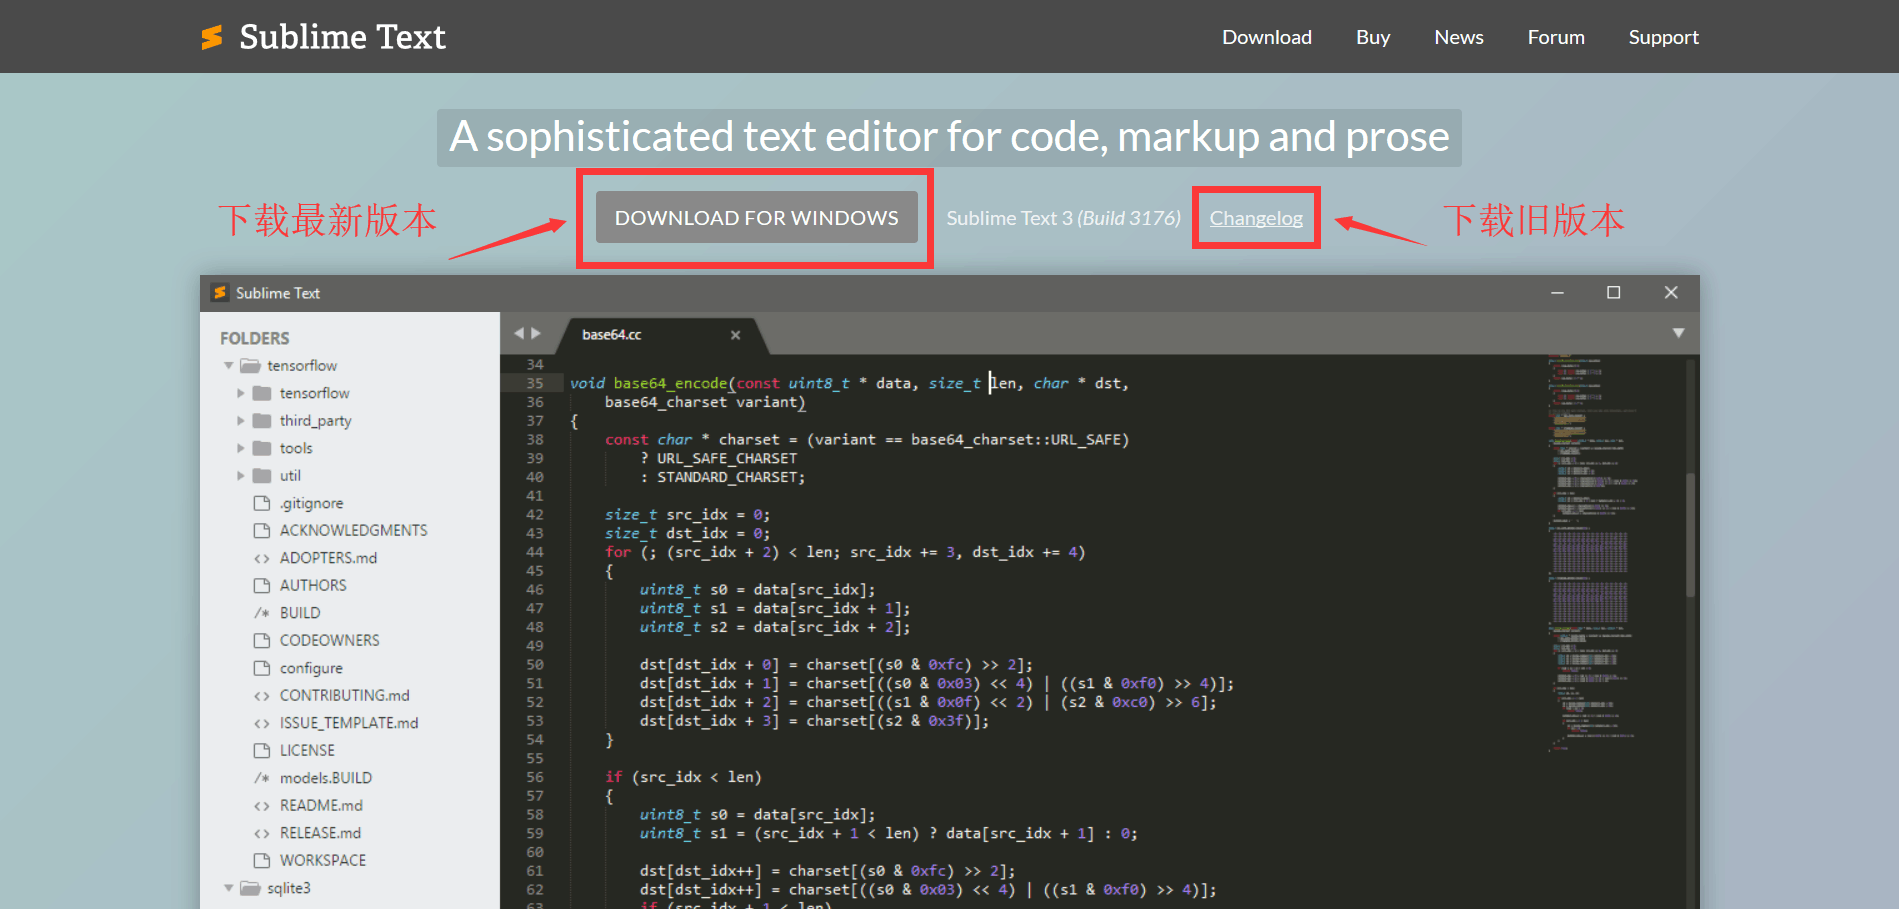 Sublime Text
Download Buy News Forum Support
A sophisticated text editor for code, markup and prose
下载最新版本
DOWNLOAD FOR WINDOWS
Sublime Text 3 (Build 3176)
Changelog
下载旧版本
Sublime Text
FOLDERS
tensorflow
tensorflow
third_party
tools
util
.gitignore
ACKNOWLEDGMENTS
<> ADOPTERS.md
AUTHORS
/* BUILD
CODEOWNERS
configure
<> CONTRIBUTING.md
<> ISSUE_TEMPLATE.md
LICENSE
/* models.BUILD
<> README.md
<> RELEASE.md
WORKSPACE
sqlite3
base64.cc
34
35 void base64_encode(const uint8_t * data, size_t len, char * dst,
36 base64_charset variant)
37 {
38 const char * charset = (variant == base64_charset::URL_SAFE)
39 ? URL_SAFE_CHARSET
40 : STANDARD_CHARSET;
41
42 size_t src_idx = 0;
43 size_t dst_idx = 0;
44 for (; (src_idx + 2) < len; src_idx += 3, dst_idx += 4)
45 {
46 uint8_t s0 = data[src_idx];
47 uint8_t s1 = data[src_idx + 1];
48 uint8_t s2 = data[src_idx + 2];
49
50 dst[dst_idx + 0] = charset[(s0 & 0xfc) >> 2];
51 dst[dst_idx + 1] = charset[((s0 & 0x03) << 4) | ((s1 & 0xf0) >> 4)];
52 dst[dst_idx + 2] = charset[((s1 & 0x0f) << 2) | (s2 & 0xc0) >> 6];
53 dst[dst_idx + 3] = charset[(s2 & 0x3f)];
54 }
55
56 if (src_idx < len)
57 {
58 uint8_t s0 = data[src_idx];
59 uint8_t s1 = (src_idx + 1 < len) ? data[src_idx + 1] : 0;
60
61 dst[dst_idx++] = charset[(s0 & 0xfc) >> 2];
62 dst[dst_idx++] = charset[((s0 & 0x03) << 4) | ((s1 & 0xf0) >> 4)];
63 if (src_idx + 1 < len)